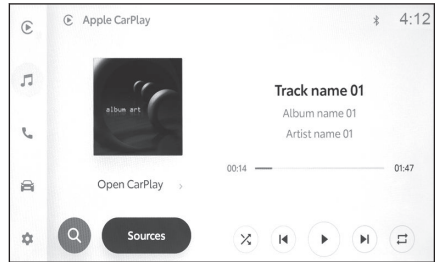 Apple CarPlay
4:12
album art
Track name 01
Album name 01
Artist name 01
00:14
01:47
Open CarPlay
Sources